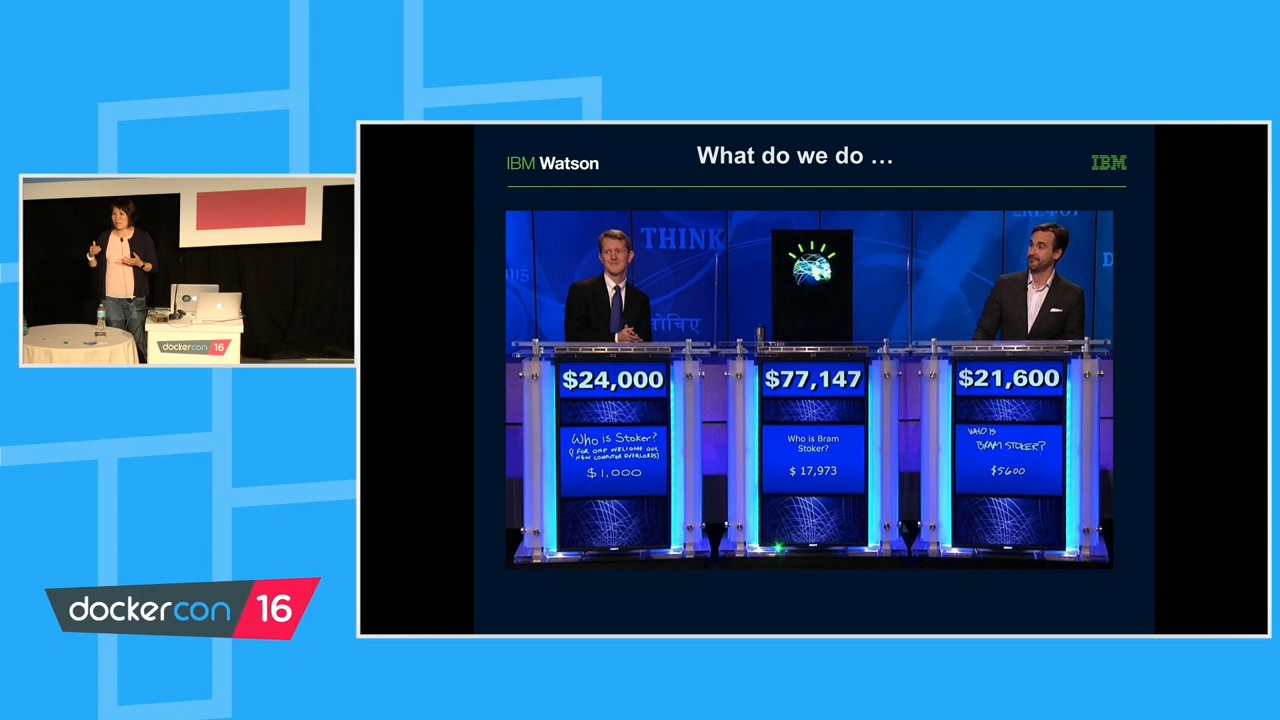 IBM Watson
What do we do …
IBM
THINK
$24,000
$77,147
$21,600
Who is Stoker?
(I FOR ONE WELCOME OUR
NEW COMPUTER OVERLORDS)
$1,000
Who is Bram
Stoker?
$ 17,973
WHO IS
BRAM STOKER?
$5600
dockercon 16
dockercon 16